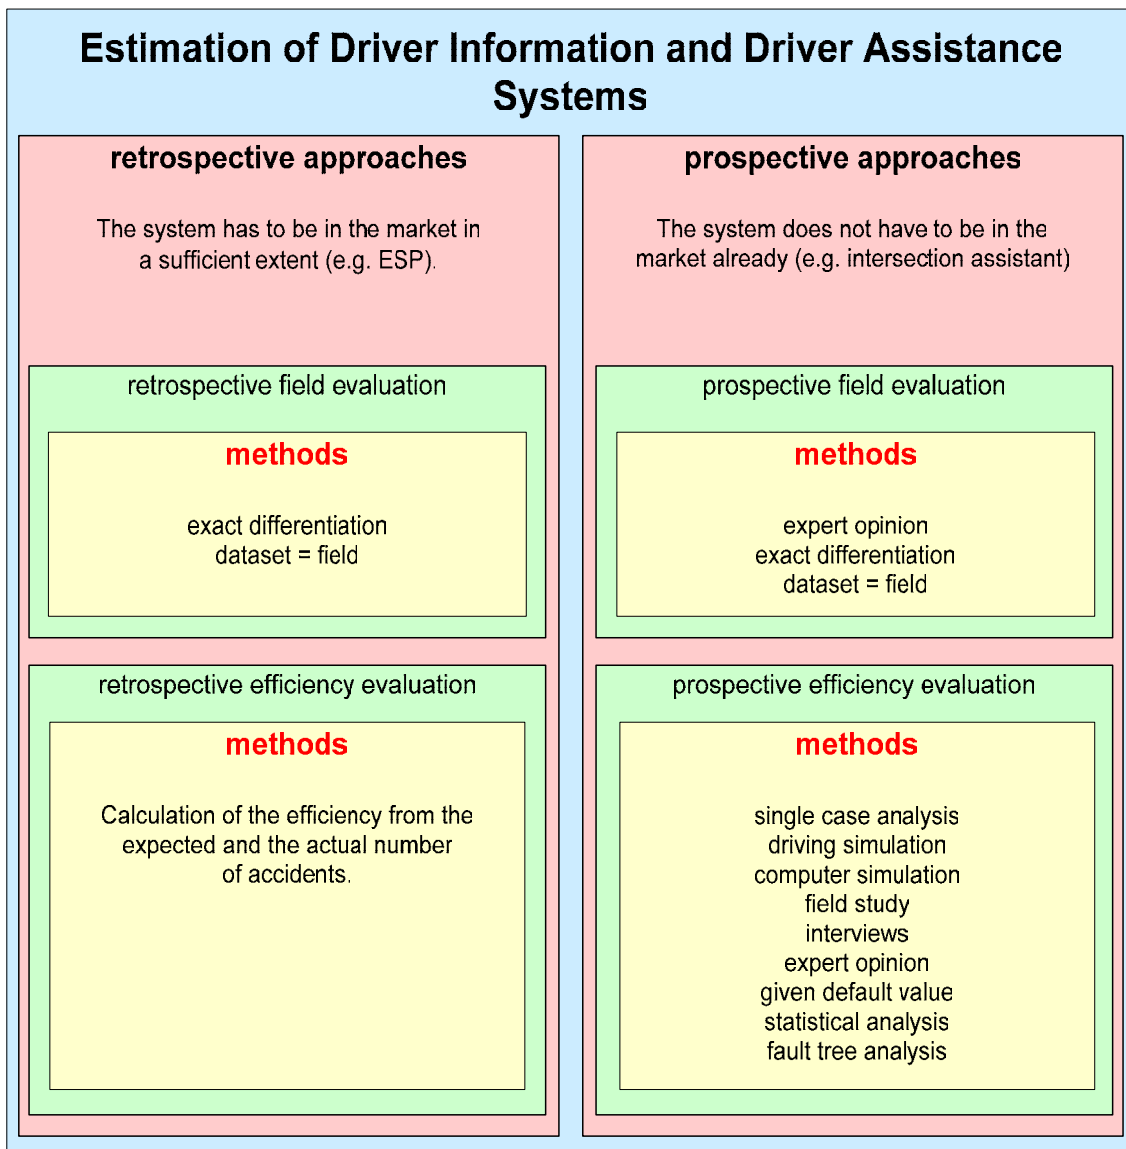 Estimation of Driver Information and Driver Assistance
Systems
retrospective approaches
The system has to be in the market in
a sufficient extent (e.g. ESP).
retrospective field evaluation
methods
exact differentiation
dataset = field
retrospective efficiency evaluation
methods
Calculation of the efficiency from the
expected and the actual number
of accidents.
prospective approaches
The system does not have to be in the
market already (e.g. intersection assistant)
prospective field evaluation
methods
expert opinion
exact differentiation
dataset = field
prospective efficiency evaluation
methods
single case analysis
driving simulation
computer simulation
field study
interviews
expert opinion
given default value
statistical analysis
fault tree analysis